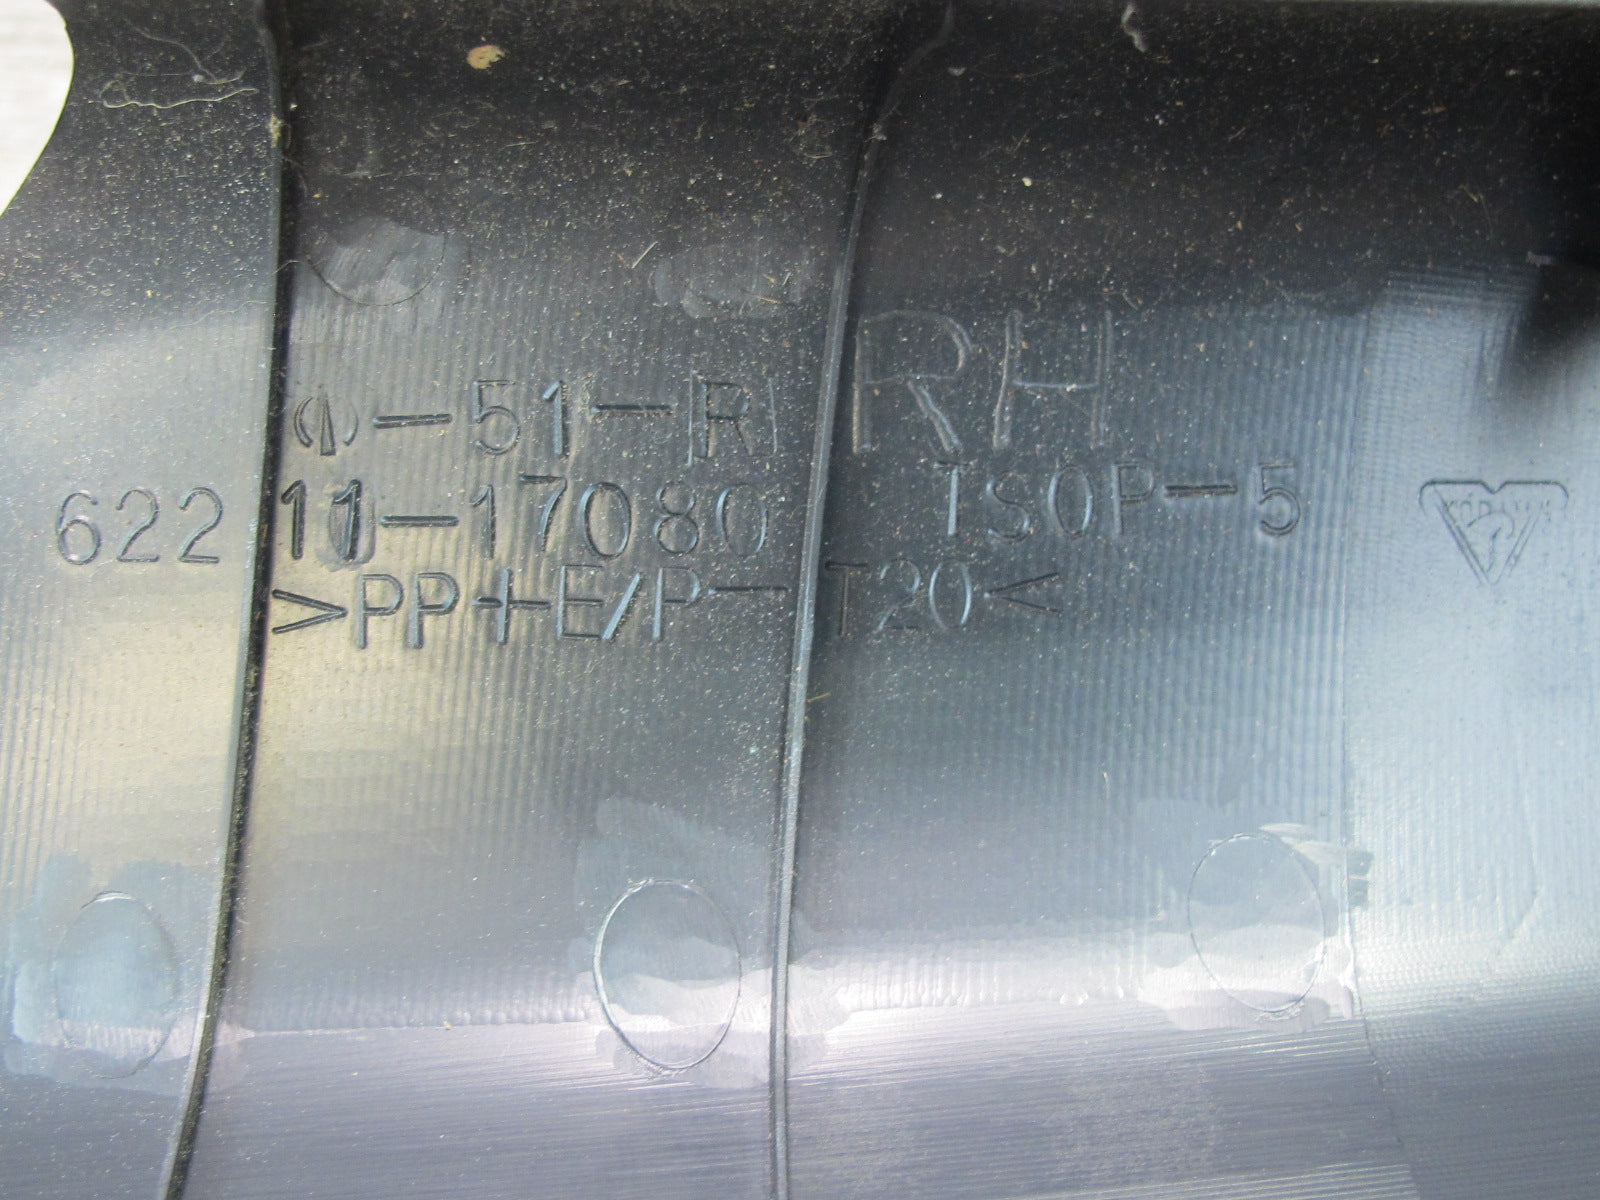 -51-R RH
62211-17080 TSOP-5
>PP+E/P-T20<